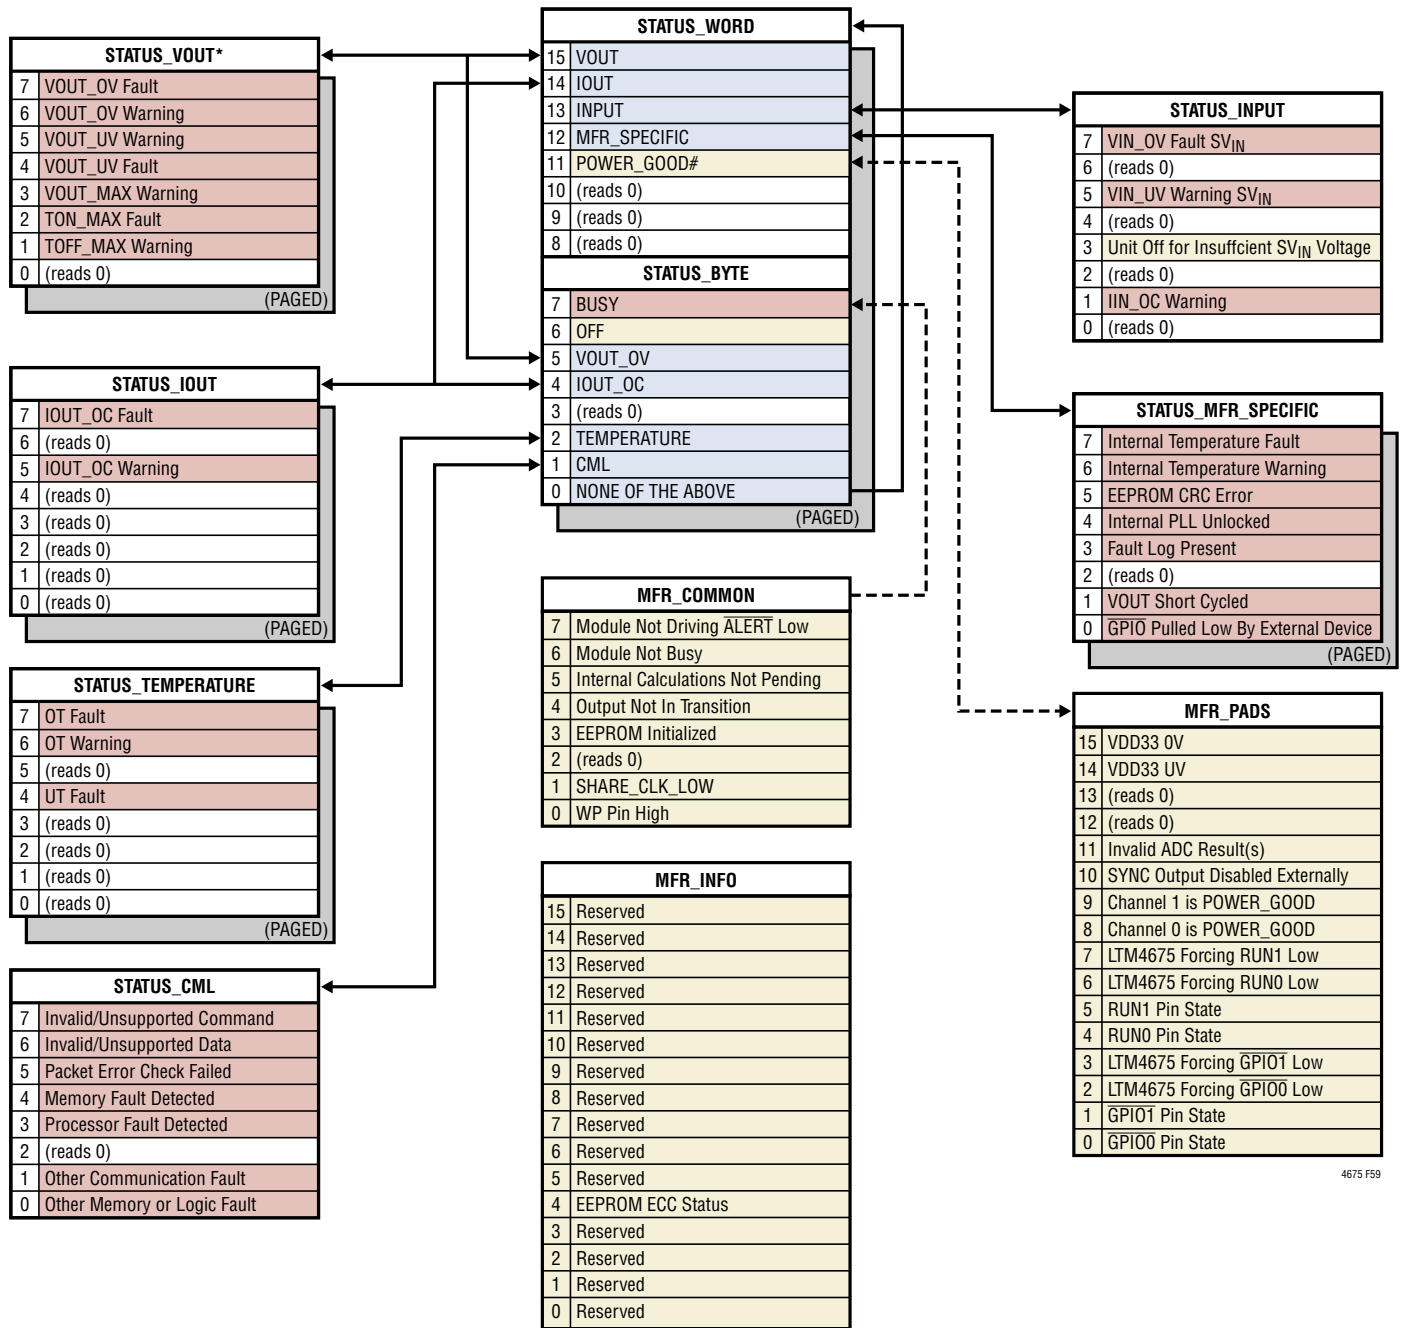 STATUS_VOUT*
7 VOUT_OV Fault
6 VOUT_OV Warning
5 VOUT_UV Warning
4 VOUT_UV Fault
3 VOUT_MAX Warning
2 TON_MAX Fault
1 TOFF_MAX Warning
0 (reads 0)
(PAGED)
STATUS_IOUT
7 IOUT_OC Fault
6 (reads 0)
5 IOUT_OC Warning
4 (reads 0)
3 (reads 0)
2 (reads 0)
1 (reads 0)
0 (reads 0)
(PAGED)
STATUS_TEMPERATURE
7 OT Fault
6 OT Warning
5 (reads 0)
4 UT Fault
3 (reads 0)
2 (reads 0)
1 (reads 0)
0 (reads 0)
(PAGED)
STATUS_CML
7 Invalid/Unsupported Command
6 Invalid/Unsupported Data
5 Packet Error Check Failed
4 Memory Fault Detected
3 Processor Fault Detected
2 (reads 0)
1 Other Communication Fault
0 Other Memory or Logic Fault
STATUS_WORD
15 VOUT
14 IOUT
13 INPUT
12 MFR_SPECIFIC
11 POWER_GOOD#
10 (reads 0)
9 (reads 0)
8 (reads 0)
STATUS_BYTE
7 BUSY
6 OFF
5 VOUT_OV
4 IOUT_OC
3 (reads 0)
2 TEMPERATURE
1 CML
0 NONE OF THE ABOVE
(PAGED)
MFR_COMMON
7 Module Not Driving ALERT Low
6 Module Not Busy
5 Internal Calculations Not Pending
4 Output Not In Transition
3 EEPROM Initialized
2 (reads 0)
1 SHARE_CLK_LOW
0 WP Pin High
MFR_INFO
15 Reserved
14 Reserved
13 Reserved
12 Reserved
11 Reserved
10 Reserved
9 Reserved
8 Reserved
7 Reserved
6 Reserved
5 Reserved
4 EEPROM ECC Status
3 Reserved
2 Reserved
1 Reserved
0 Reserved
STATUS_INPUT
7 VIN_OV Fault SVIN
6 (reads 0)
5 VIN_UV Warning SVIN
4 (reads 0)
3 Unit Off for Insuffcient SVIN Voltage
2 (reads 0)
1 IIN_OC Warning
0 (reads 0)
STATUS_MFR_SPECIFIC
7 Internal Temperature Fault
6 Internal Temperature Warning
5 EEPROM CRC Error
4 Internal PLL Unlocked
3 Fault Log Present
2 (reads 0)
1 VOUT Short Cycled
0 GPIO Pulled Low By External Device
(PAGED)
MFR_PADS
15 VDD33 0V
14 VDD33 UV
13 (reads 0)
12 (reads 0)
11 Invalid ADC Result(s)
10 SYNC Output Disabled Externally
9 Channel 1 is POWER_GOOD
8 Channel 0 is POWER_GOOD
7 LTM4675 Forcing RUN1 Low
6 LTM4675 Forcing RUN0 Low
5 RUN1 Pin State
4 RUN0 Pin State
3 LTM4675 Forcing GPIO1 Low
2 LTM4675 Forcing GPIO0 Low
1 GPIO1 Pin State
0 GPIO0 Pin State
4675 F59